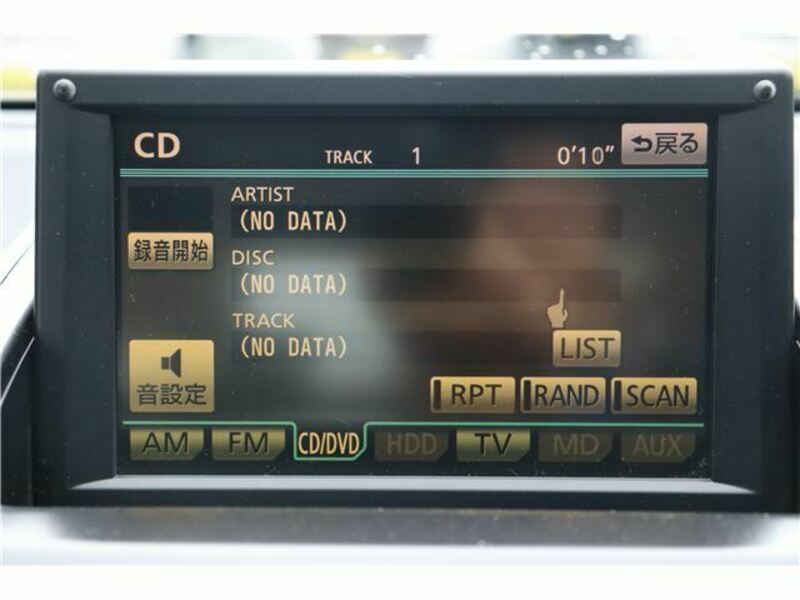 CD TRACK 1 0'10" 戻る
ARTIST
(NO DATA)
録音開始
DISC
(NO DATA)
TRACK
(NO DATA)
LIST
音設定
RPT RAND SCAN
AM FM CD/DVD HDD TV MD AUX